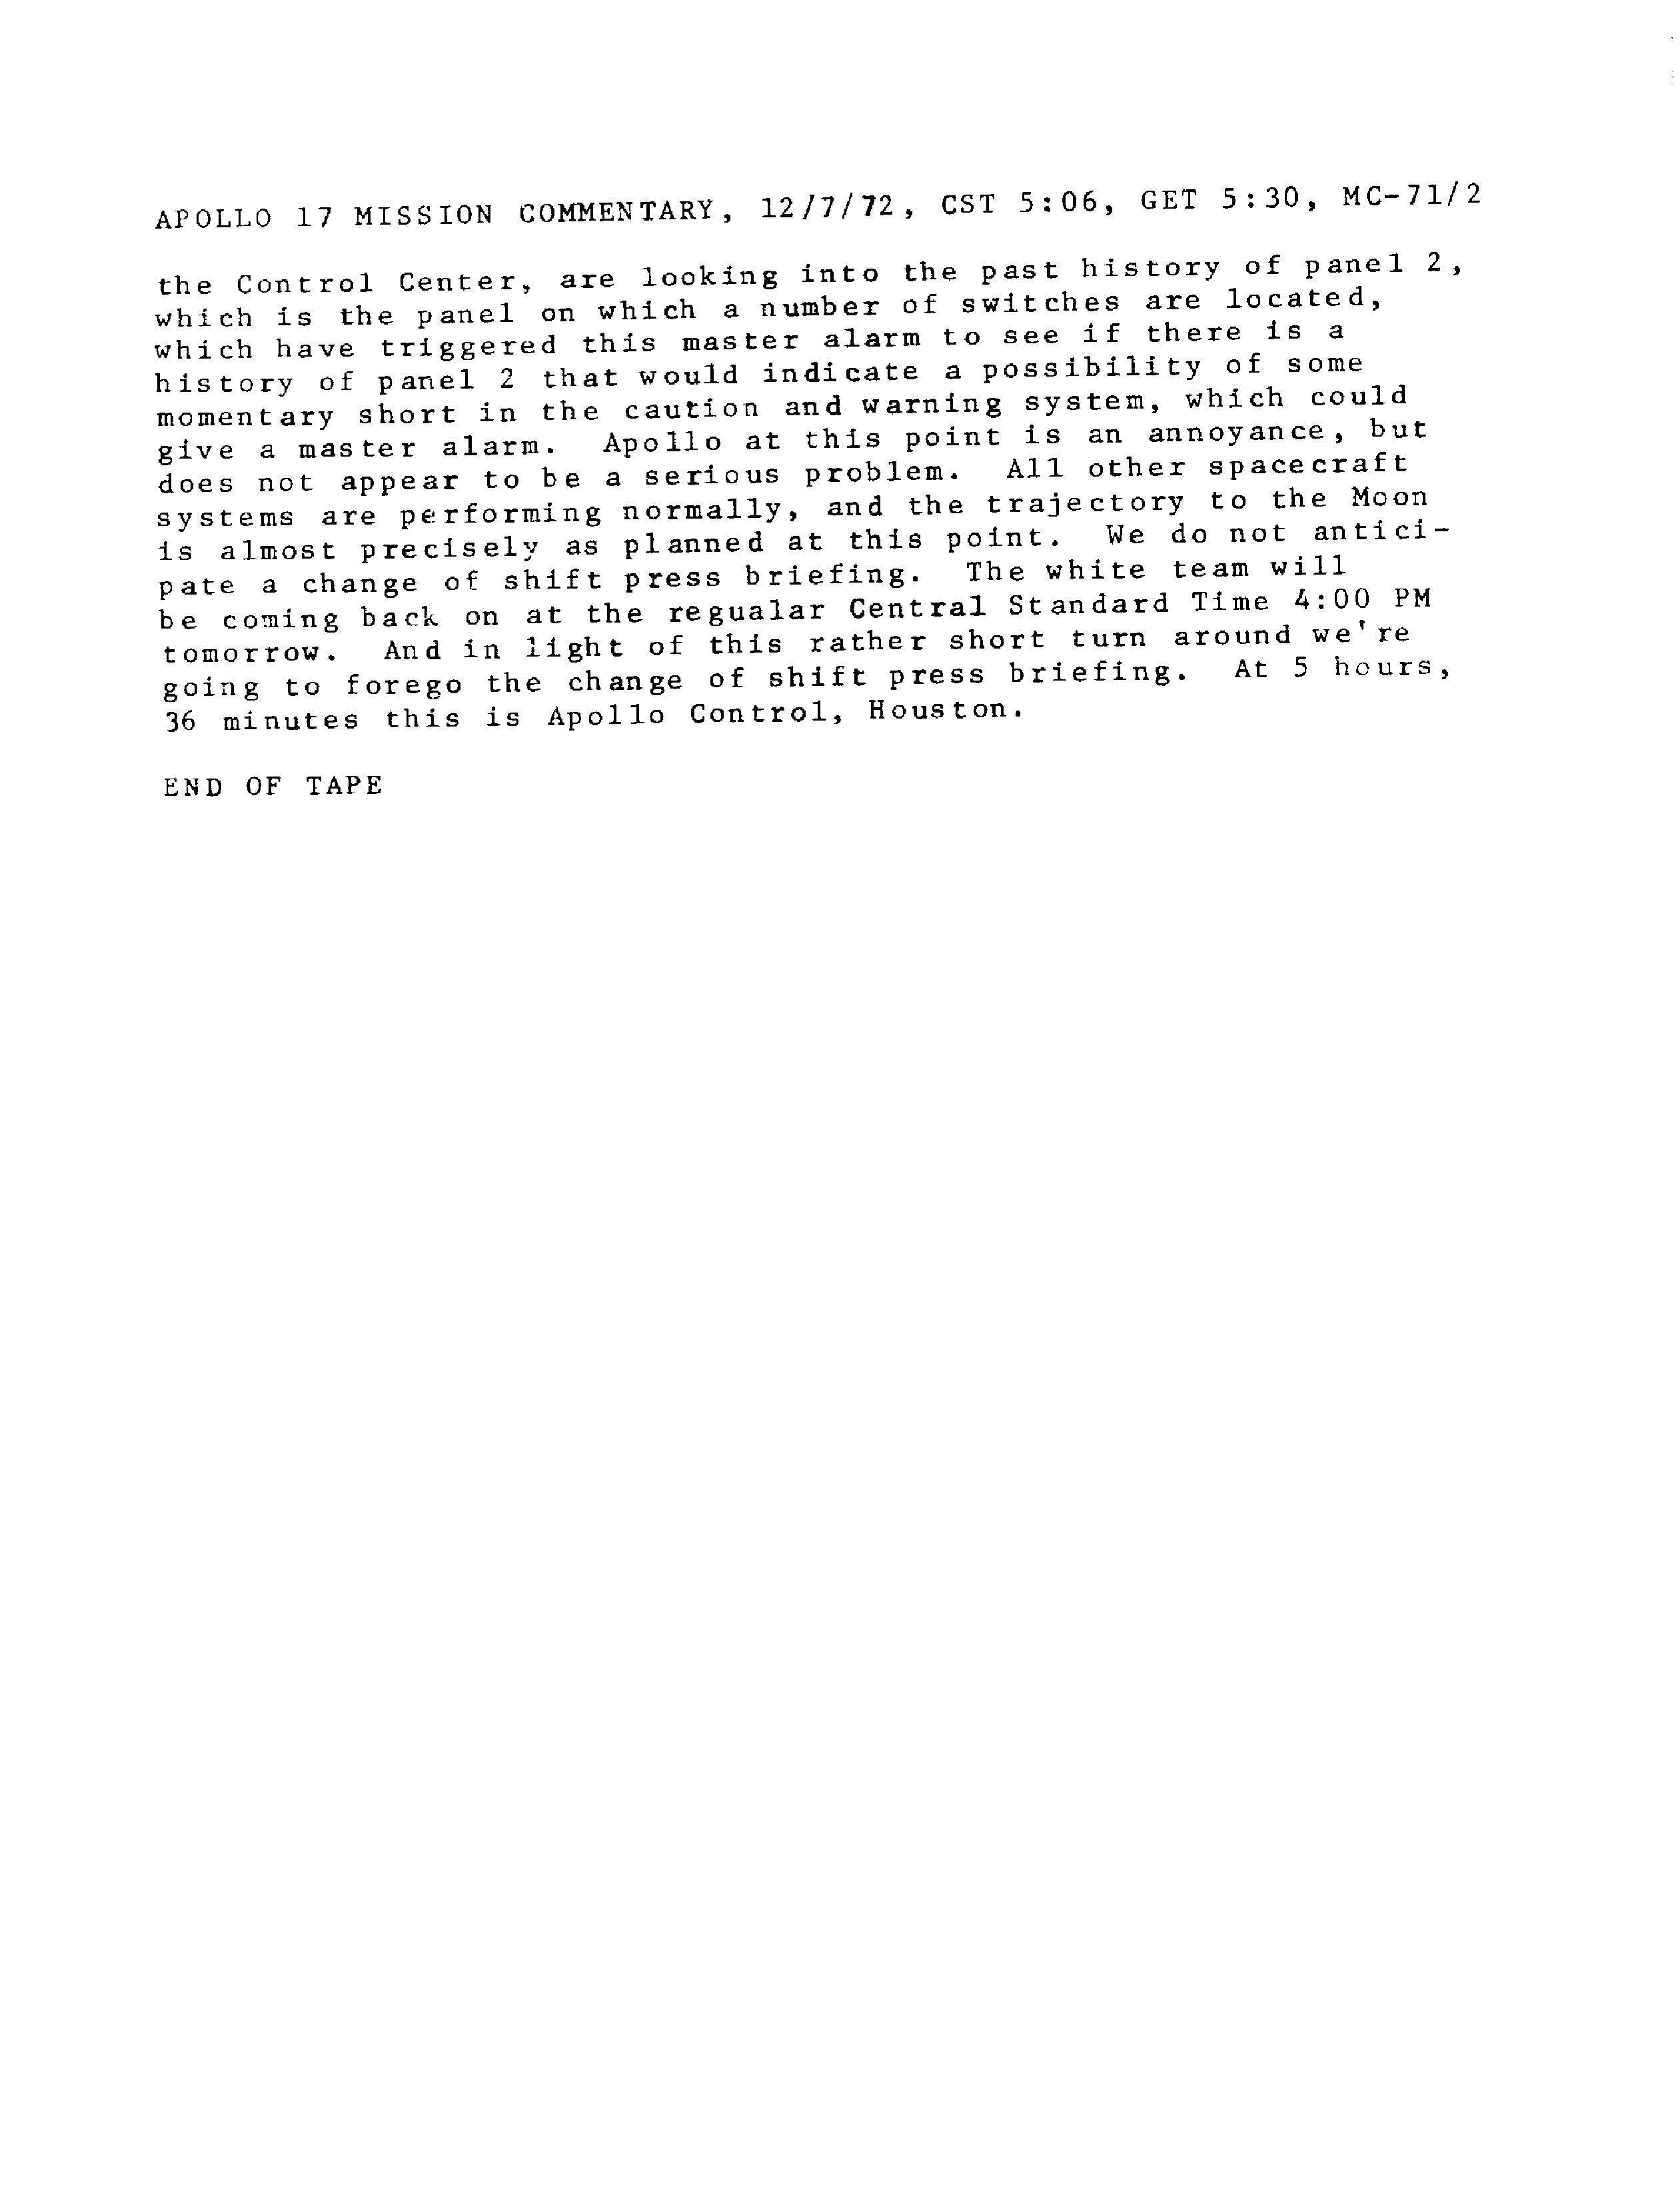 APOLLO 17 MISSION COMMENTARY, 12/7/72, CST 5:06, GET 5:30, MC-71/2
the Control Center, are looking into the past history of panel 2,
which is the panel on which a number of switches are located,
which have triggered this master alarm to see if there is a
history of panel 2 that would indicate a possibility of some
momentary short in the caution and warning system, which could
give a master alarm. Apollo at this point is an annoyance, but
does not appear to be a serious problem. All other spacecraft
systems are performing normally, and the trajectory to the Moon
is almost precisely as planned at this point. We do not antici-
pate a change of shift press briefing. The white team will
be coming back on at the regualar Central Standard Time 4:00 PM
tomorrow. And in light of this rather short turn around we're
going to forego the change of shift press briefing. At 5 hours,
36 minutes this is Apollo Control, Houston.
END OF TAPE